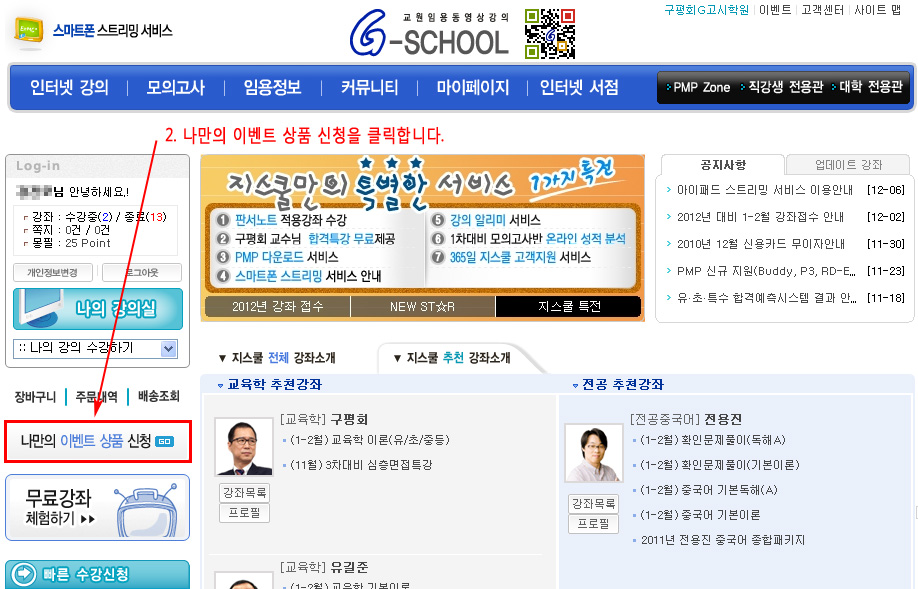 구평회G고시학원 | 이벤트 | 고객센터 | 사이트 맵
스마트폰 스트리밍 서비스
교원임용동영상강의
G-SCHOOL
인터넷 강의 | 모의고사 | 임용정보 | 커뮤니티 | 마이페이지 | 인터넷 서점
PMP Zone 직강생 전용관 대학 전용관
2. 나만의 이벤트 상품 신청을 클릭합니다.
Log-in
님 안녕하세요!
강좌 : 수강중(2) / 종료(13)
쪽지 : 0건 / 0건
몽필 : 25 Point
개인정보변경 로그아웃
나의 강의실
:: 나의 강의 수강하기
장바구니 | 주문내역 | 배송조회
나만의 이벤트 상품 신청 GO
무료강좌
체험하기
빠른 수강신청
지스쿨만의 특별한 서비스 7가지 특전
1 판서노트 적용강좌 수강
2 구평회 교수님 합격특강 무료제공
3 PMP 다운로드 서비스
4 스마트폰 스트리밍 서비스 안내
5 강의 알리미 서비스
6 1차대비 모의고사반 온라인 성적 분석
7 365일 지스쿨 고객지원 서비스
2012년 강좌 접수 NEW ST☆R 지스쿨 특전
공지사항 업데이트 강좌
아이패드 스트리밍 서비스 이용안내 [12-06]
2012년 대비 1-2월 강좌접수 안내 [12-02]
2010년 12월 신용카드 무이자안내 [11-30]
PMP 신규 지원(Buddy, P3, RD-E... [11-23]
유·초·특수 합격예측시스템 결과 안... [11-18]
▼ 지스쿨 전체 강좌소개 ▼ 지스쿨 추천 강좌소개
교육학 추천강좌
[교육학] 구평회
(1-2월) 교육학 이론(유/초/중등)
(11월) 3차대비 심층면접특강
강좌목록
프로필
[교육학] 유길준
(1-2월) 교육학 기본이론
전공 추천강좌
[전공중국어] 전용진
(1-2월) 확인문제풀이(독해A)
(1-2월) 확인문제풀이(기본이론)
(1-2월) 중국어 기본독해(A)
(1-2월) 중국어 기본이론
2011년 전용진 중국어 종합패키지
강좌목록
프로필